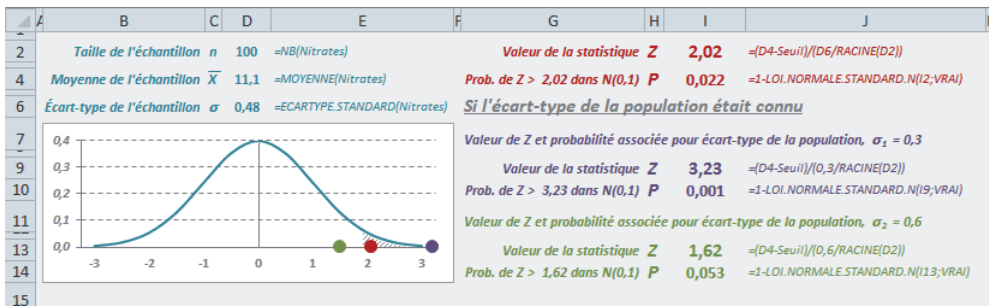 A B C D E F G H I J
2 Taille de l'échantillon n 100 =NB(Nitrates) Valeur de la statistique Z 2,02 =(D4-Seuil)/(D6/RACINE(D2))
4 Moyenne de l'échantillon X 11,1 =MOYENNE(Nitrates) Prob. de Z > 2,02 dans N(0,1) P 0,022 =1-LOI.NORMALE.STANDARD.N(I2;VRAI)
6 Écart-type de l'échantillon σ 0,48 =ECARTYPE.STANDARD(Nitrates) Si l'écart-type de la population était connu
7 Valeur de Z et probabilité associée pour écart-type de la population, σ₁ = 0,3
9 Valeur de la statistique Z 3,23 =(D4-Seuil)/(0,3/RACINE(D2))
10 Prob. de Z > 3,23 dans N(0,1) P 0,001 =1-LOI.NORMALE.STANDARD.N(I9;VRAI)
11 Valeur de Z et probabilité associée pour écart-type de la population, σ₂ = 0,6
13 Valeur de la statistique Z 1,62 =(D4-Seuil)/(0,6/RACINE(D2))
14 Prob. de Z > 1,62 dans N(0,1) P 0,053 =1-LOI.NORMALE.STANDARD.N(I13;VRAI)
15
0,4
0,3
0,2
0,1
0,0
-3 -2 -1 0 1 2 3